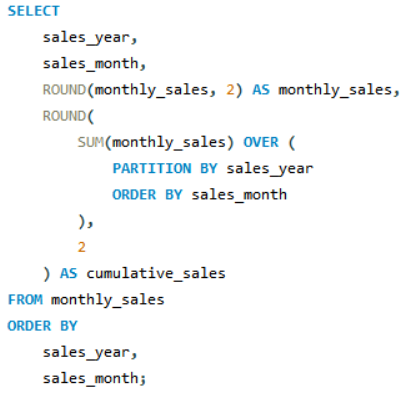 SELECT
    sales_year,
    sales_month,
    ROUND(monthly_sales, 2) AS monthly_sales,
    ROUND(
        SUM(monthly_sales) OVER (
            PARTITION BY sales_year
            ORDER BY sales_month
        ),
        2
    ) AS cumulative_sales
FROM monthly_sales
ORDER BY
    sales_year,
    sales_month;